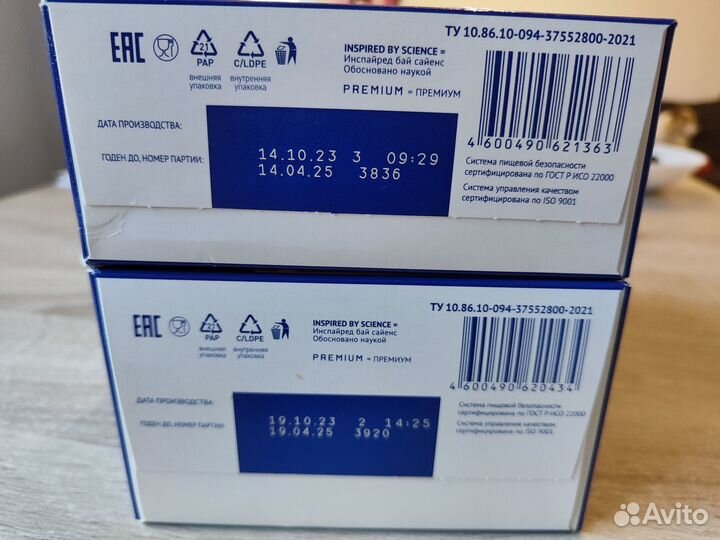 ТУ 10.86.10-094-37552800-2021
EAC
21
PAP
внешняя
упаковка
C/LDPE
внутренняя
упаковка
INSPIRED BY SCIENCE =
Инспайред бай сайенс
Обосновано наукой
PREMIUM = ПРЕМИУМ
4 600490 621363
ДАТА ПРОИЗВОДСТВА:
ГОДЕН ДО, НОМЕР ПАРТИИ:
14.10.23 3 09:29
14.04.25 3836
Система пищевой безопасности
сертифицирована по ГОСТ Р ИСО 22000
Система управления качеством
сертифицирована по ISO 9001
ТУ 10.86.10-094-37552800-2021
EAC
21
PAP
внешняя
упаковка
C/LDPE
внутренняя
упаковка
INSPIRED BY SCIENCE =
Инспайред бай сайенс
Обосновано наукой
PREMIUM = ПРЕМИУМ
4 600490 620434
ДАТА ПРОИЗВОДСТВА:
ГОДЕН ДО, НОМЕР ПАРТИИ:
19.10.23 2 14:25
19.04.25 3920
Система пищевой безопасности
сертифицирована по ГОСТ Р ИСО 22000
Система управления качеством
сертифицирована по ISO 9001
Avito